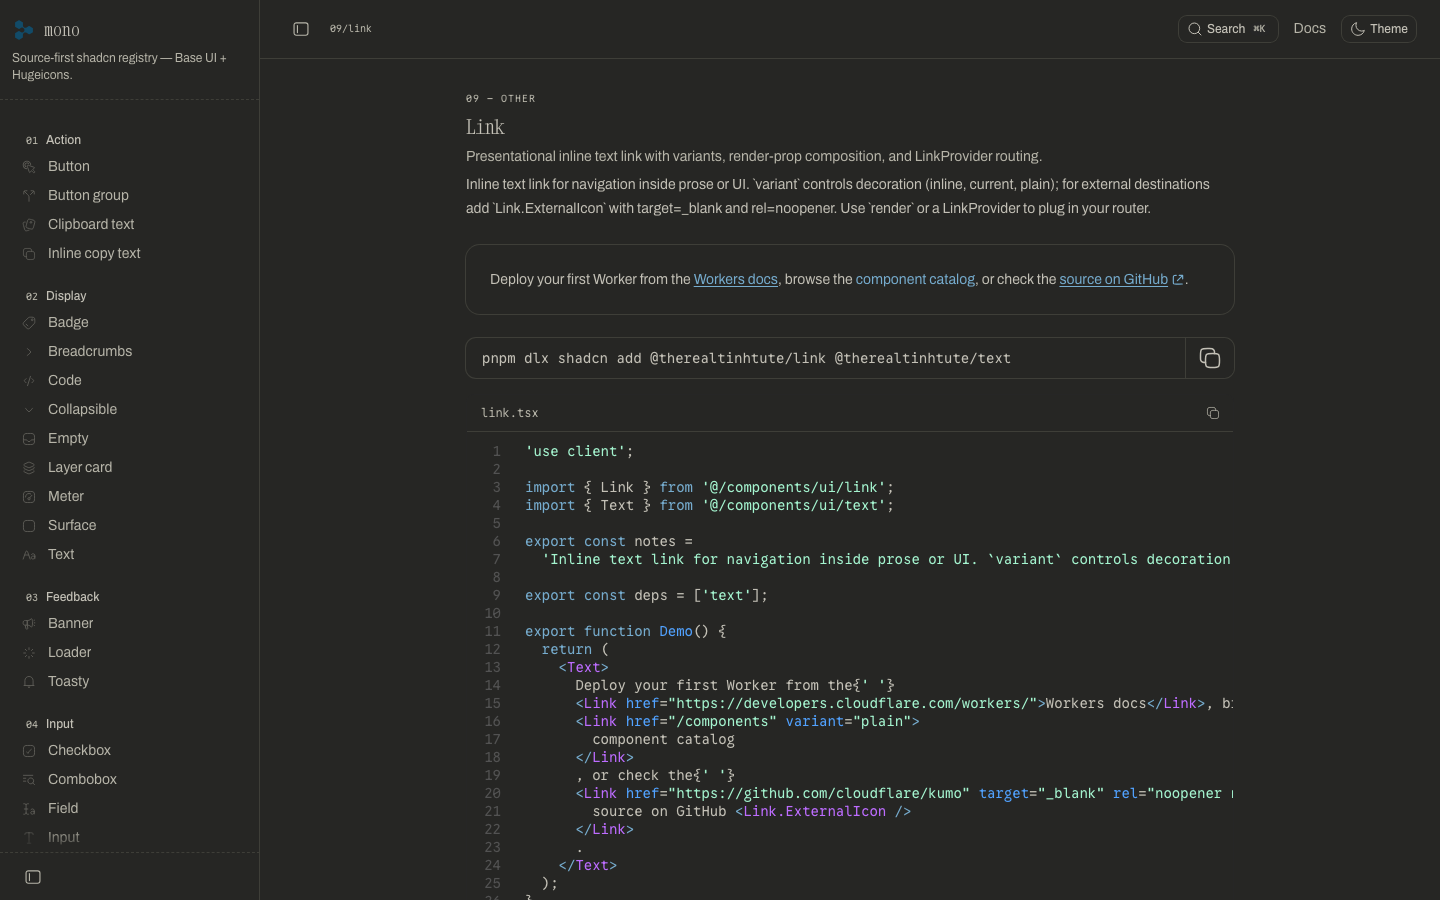 mono
Source-first shadcn registry — Base UI +
Hugeicons.
01 Action
Button
Button group
Clipboard text
Inline copy text
02 Display
Badge
Breadcrumbs
Code
Collapsible
Empty
Layer card
Meter
Surface
Text
03 Feedback
Banner
Loader
Toasty
04 Input
Checkbox
Combobox
Field
Input
09/link
Search ⌘K
Docs
Theme
09 — OTHER
Link
Presentational inline text link with variants, render-prop composition, and LinkProvider routing.
Inline text link for navigation inside prose or UI. `variant` controls decoration (inline, current, plain); for external destinations
add `Link.ExternalIcon` with target=_blank and rel=noopener. Use `render` or a LinkProvider to plug in your router.
Deploy your first Worker from the Workers docs, browse the component catalog, or check the source on GitHub .
pnpm dlx shadcn add @therealtinhtute/link @therealtinhtute/text
link.tsx
1 'use client';
2
3 import { Link } from '@/components/ui/link';
4 import { Text } from '@/components/ui/text';
5
6 export const notes =
7 'Inline text link for navigation inside prose or UI. `variant` controls decoration
8
9 export const deps = ['text'];
10
11 export function Demo() {
12 return (
13 <Text>
14 Deploy your first Worker from the{' '}
15 <Link href="https://developers.cloudflare.com/workers/">Workers docs</Link>, b
16 <Link href="/components" variant="plain">
17 component catalog
18 </Link>
19 , or check the{' '}
20 <Link href="https://github.com/cloudflare/kumo" target="_blank" rel="noopener
21 source on GitHub <Link.ExternalIcon />
22 </Link>
23 .
24 </Text>
25 );